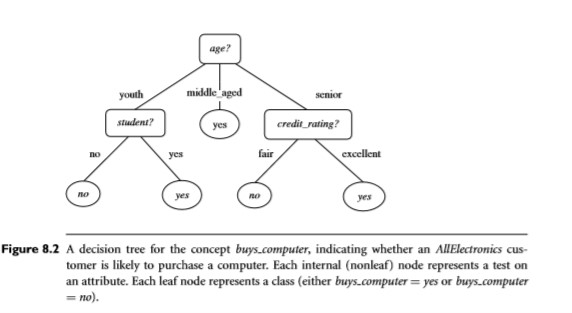 age?
youth
middle_aged
senior
student?
yes
credit_rating?
no
yes
fair
excellent
no
yes
no
yes
Figure 8.2 A decision tree for the concept buys_computer, indicating whether an AllElectronics cus-
tomer is likely to purchase a computer. Each internal (nonleaf) node represents a test on
an attribute. Each leaf node represents a class (either buys_computer = yes or buys_computer
= no).